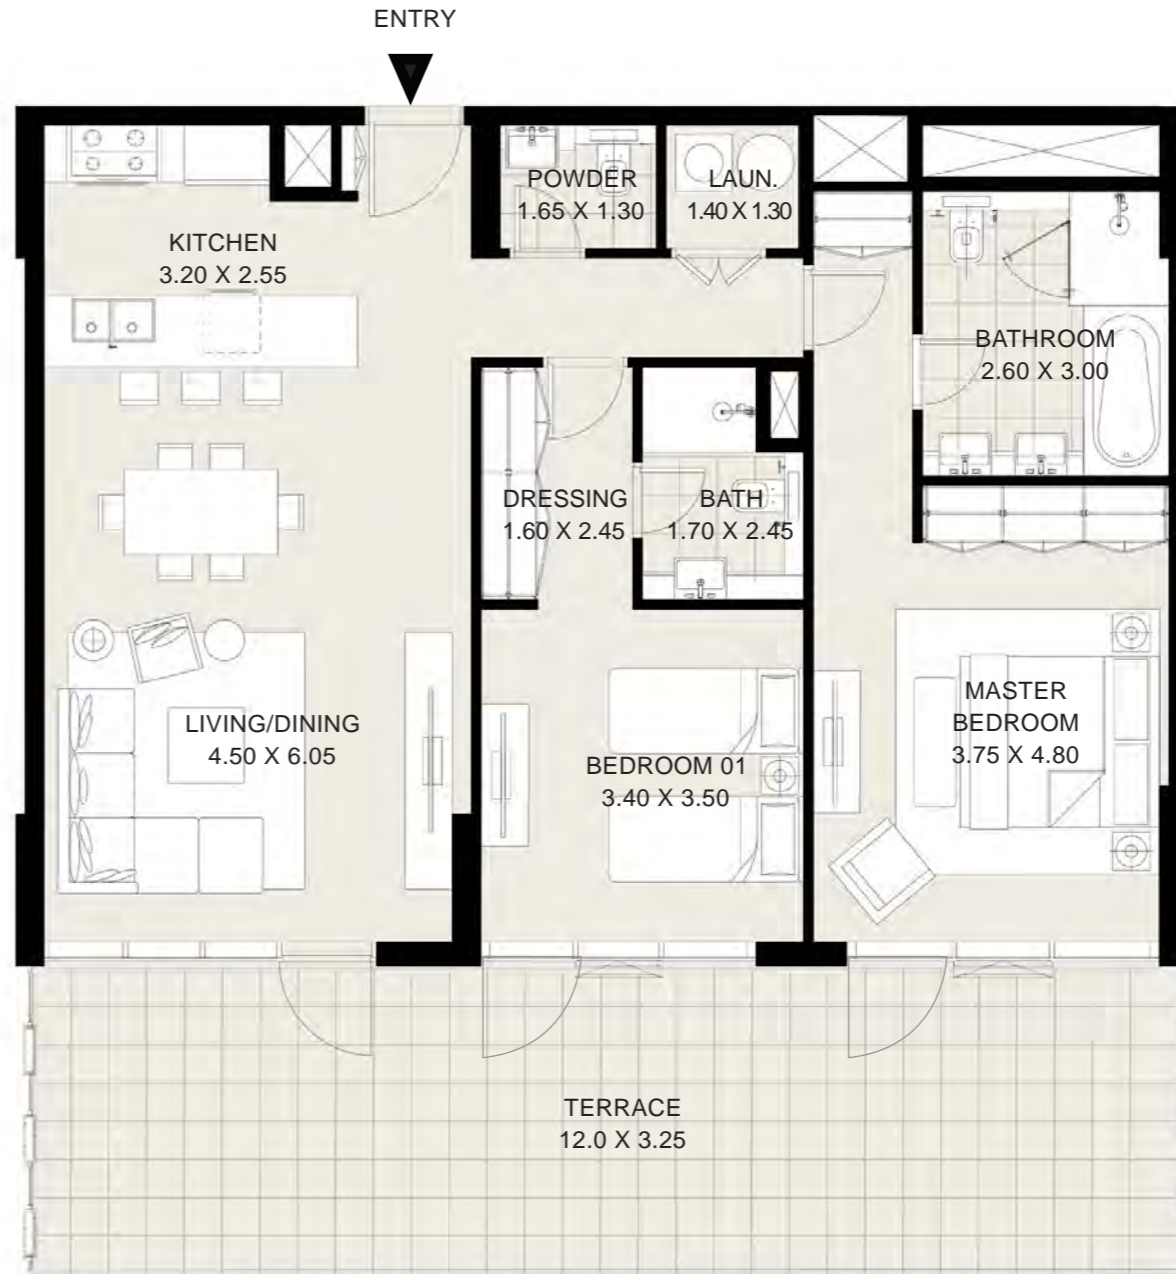 ENTRY
POWDER
1.65 X 1.30
LAUN.
1.40 X 1.30
KITCHEN
3.20 X 2.55
BATHROOM
2.60 X 3.00
DRESSING
1.60 X 2.45
BATH
1.70 X 2.45
LIVING/DINING
4.50 X 6.05
BEDROOM 01
3.40 X 3.50
MASTER
BEDROOM
3.75 X 4.80
TERRACE
12.0 X 3.25